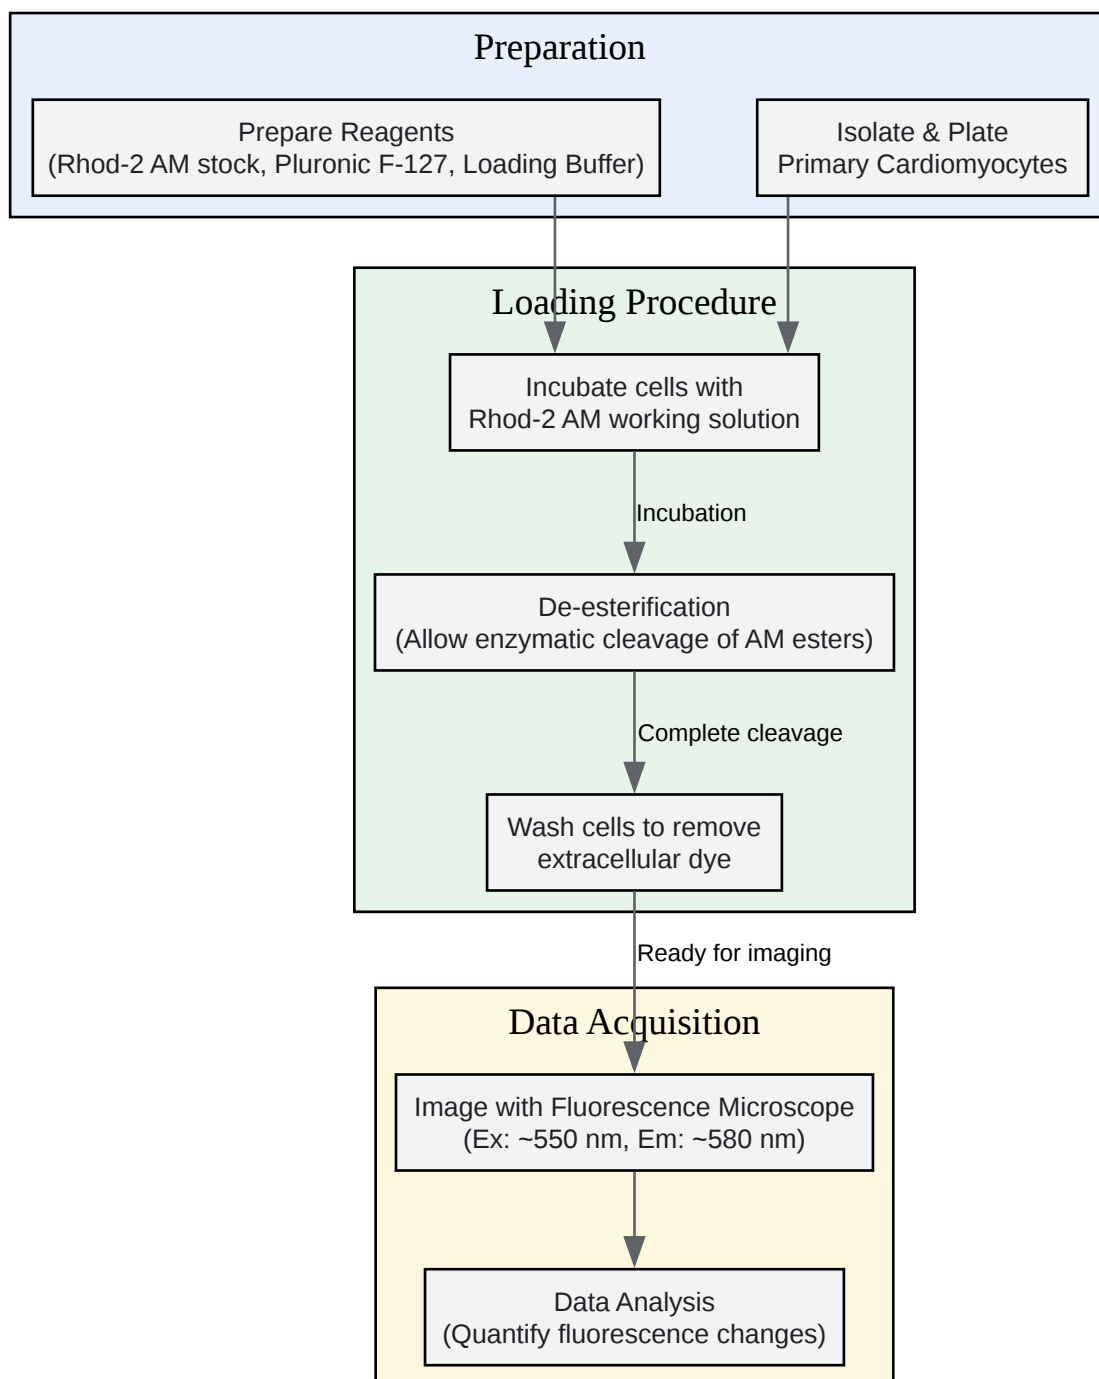 Preparation
Prepare Reagents
(Rhod-2 AM stock, Pluronic F-127, Loading Buffer)
Isolate & Plate
Primary Cardiomyocytes
Loading Procedure
Incubate cells with
Rhod-2 AM working solution
Incubation
De-esterification
(Allow enzymatic cleavage of AM esters)
Complete cleavage
Wash cells to remove
extracellular dye
Ready for imaging
Data Acquisition
Image with Fluorescence Microscope
(Ex: ~550 nm, Em: ~580 nm)
Data Analysis
(Quantify fluorescence changes)